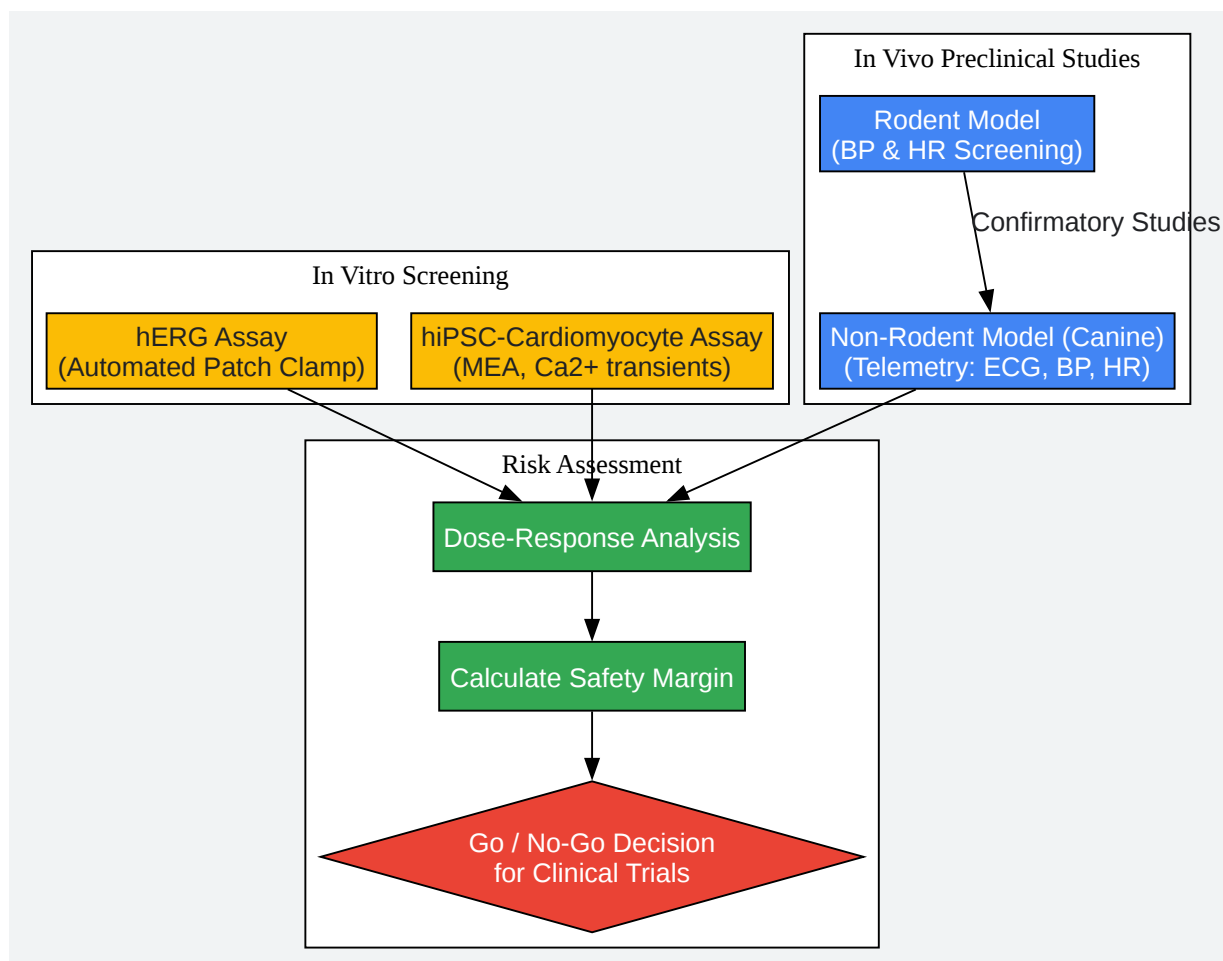 In Vivo Preclinical Studies
Rodent Model
(BP & HR Screening)
Confirmatory Studies
In Vitro Screening
hERG Assay
(Automated Patch Clamp)
hiPSC-Cardiomyocyte Assay
(MEA, Ca2+ transients)
Non-Rodent Model (Canine)
(Telemetry: ECG, BP, HR)
Risk Assessment
Dose-Response Analysis
Calculate Safety Margin
Go / No-Go Decision
for Clinical Trials